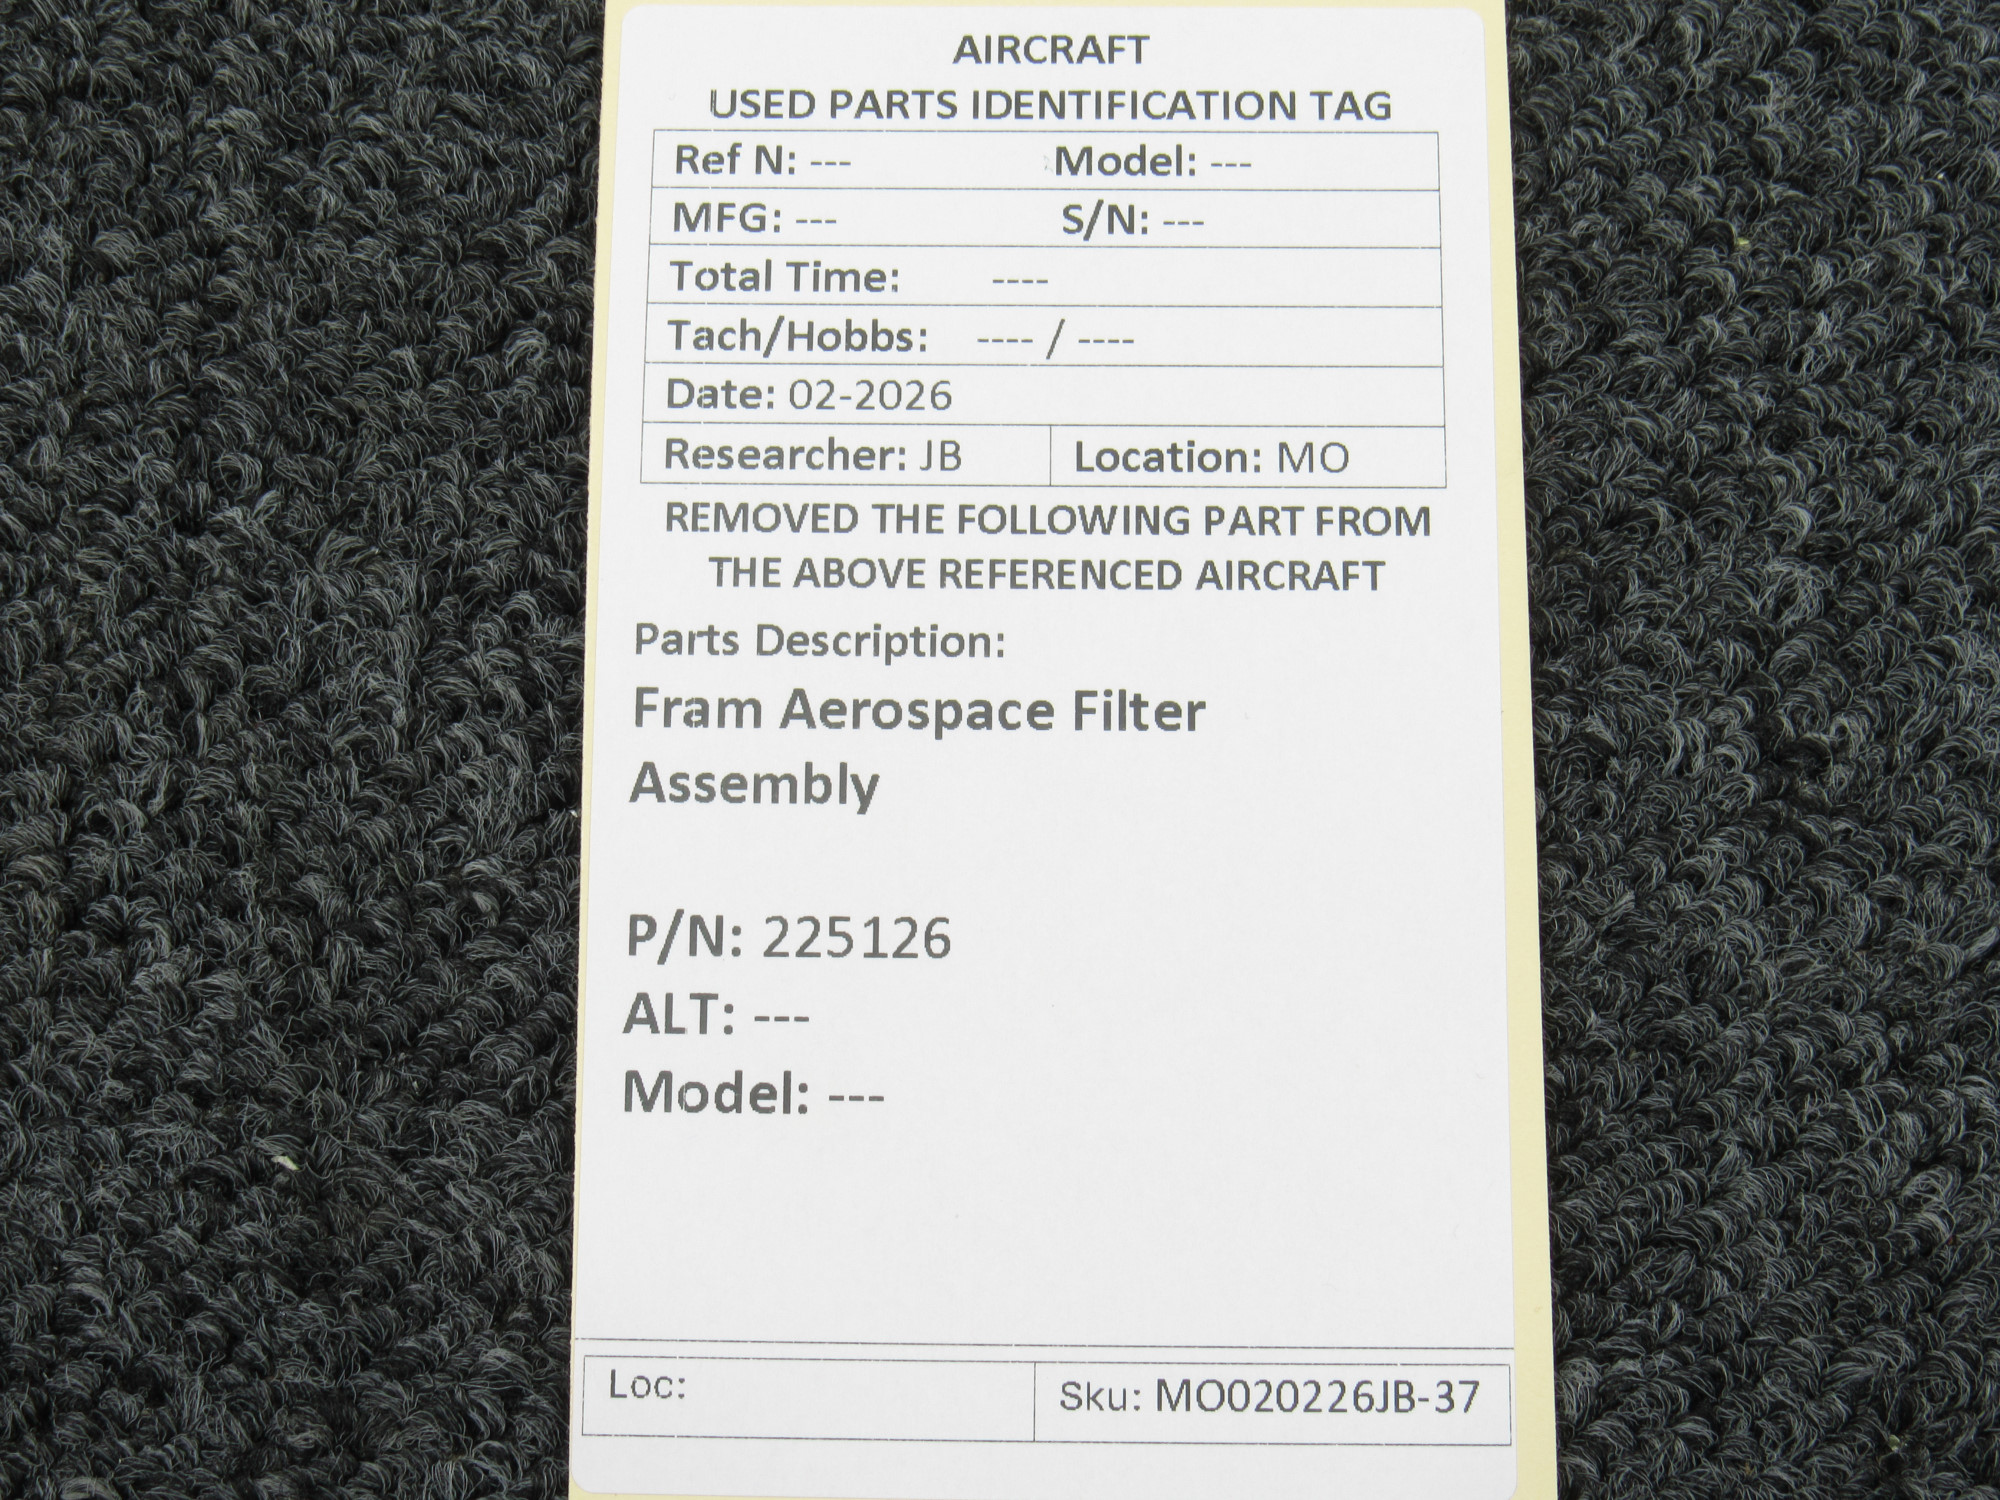 AIRCRAFT
USED PARTS IDENTIFICATION TAG
Ref N: --- Model: ---
MFG: --- S/N: ---
Total Time: ----
Tach/Hobbs: ---- / ----
Date: 02-2026
Researcher: JB Location: MO
REMOVED THE FOLLOWING PART FROM
THE ABOVE REFERENCED AIRCRAFT
Parts Description:
Fram Aerospace Filter
Assembly
P/N: 225126
ALT: ---
Model: ---
Loc: Sku: MO020226JB-37